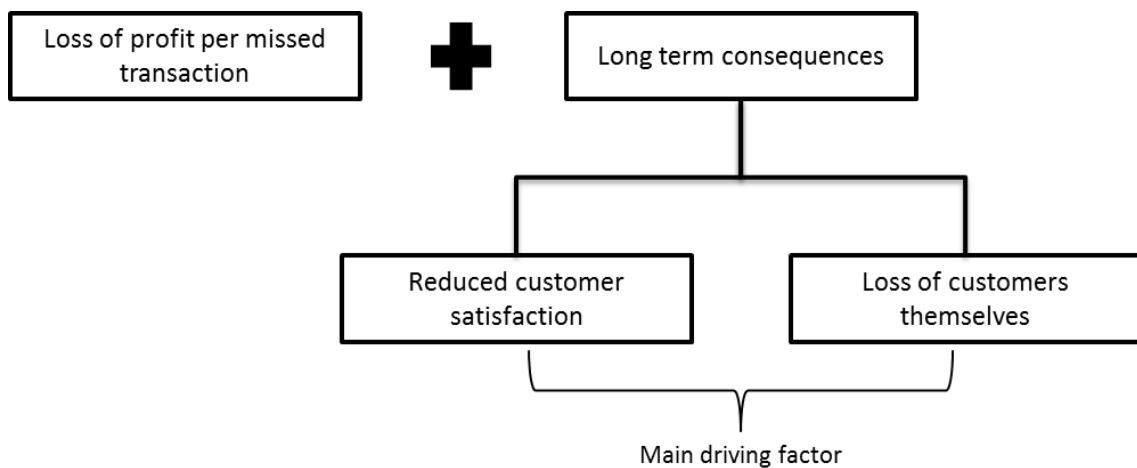 Loss of profit per missed
transaction
Long term consequences
Reduced customer
satisfaction
Loss of customers
themselves
Main driving factor